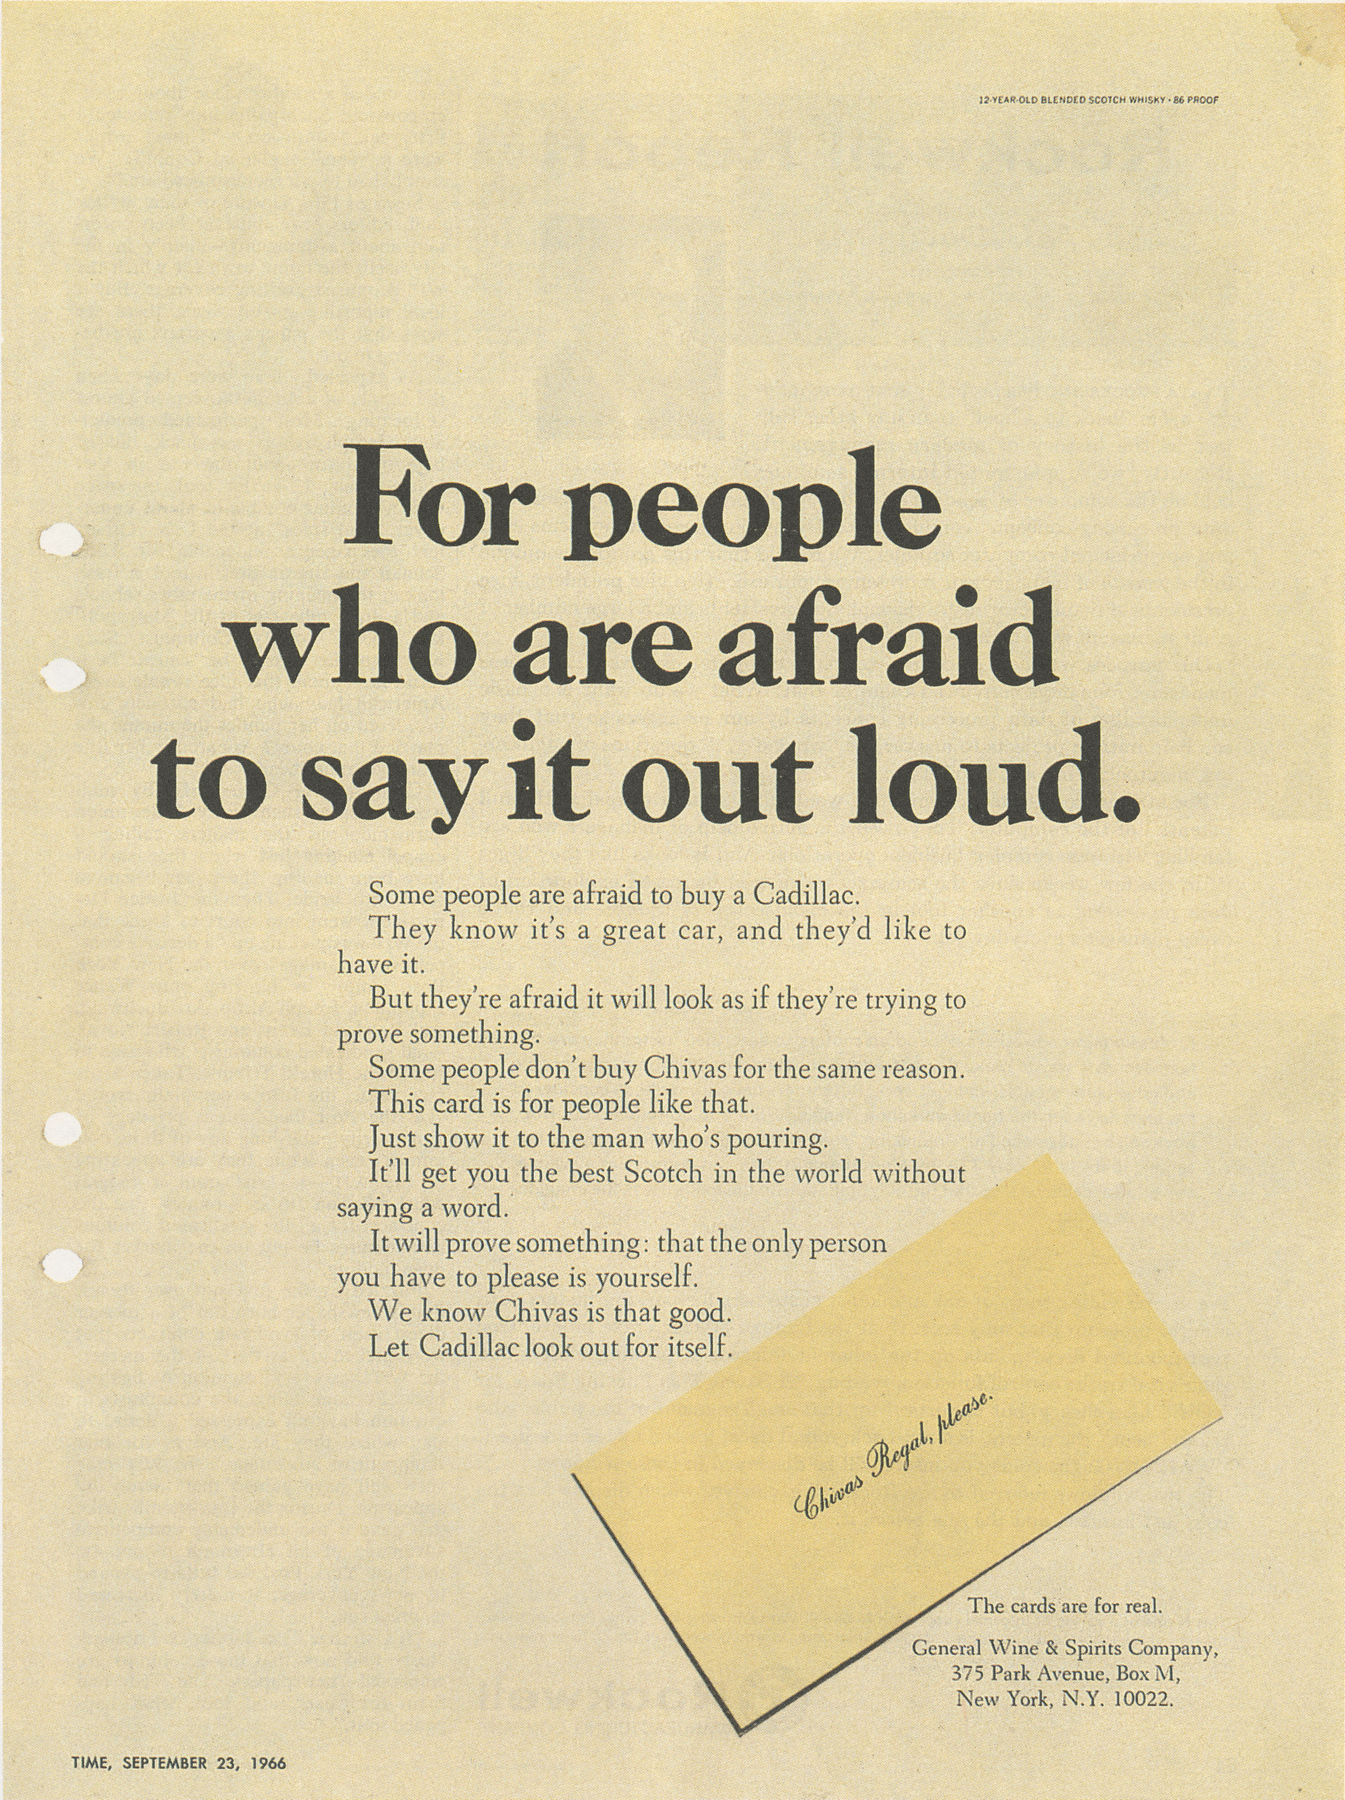 12-YEAR-OLD BLENDED SCOTCH WHISKY • 86 PROOF
For people
who are afraid
to say it out loud.
Some people are afraid to buy a Cadillac.
They know it's a great car, and they'd like to
have it.
But they're afraid it will look as if they're trying to
prove something.
Some people don't buy Chivas for the same reason.
This card is for people like that.
Just show it to the man who's pouring.
It'll get you the best Scotch in the world without
saying a word.
It will prove something: that the only person
you have to please is yourself.
We know Chivas is that good.
Let Cadillac look out for itself.
Chivas Regal, please.
The cards are for real.
General Wine & Spirits Company,
375 Park Avenue, Box M,
New York, N.Y. 10022.
TIME, SEPTEMBER 23, 1966